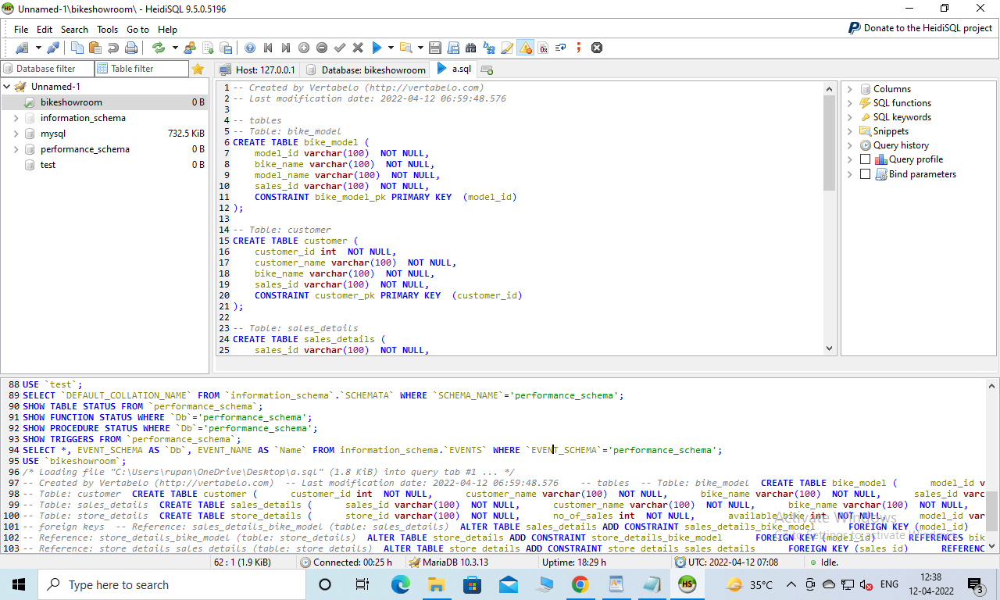 Unnamed-1\bikeshowroom\ - HeidiSQL 9.5.0.5196
File Edit Search Tools Go to Help
Donate to the HeidiSQL project
Database filter Table filter
Host: 127.0.0.1 Database: bikeshowroom a.sql
Unnamed-1
bikeshowroom 0 B
information_schema
mysql 732.5 KiB
performance_schema 0 B
test 0 B
1 -- Created by Vertabelo (http://vertabelo.com)
2 -- Last modification date: 2022-04-12 06:59:48.576
3
4 -- tables
5 -- Table: bike_model
6 CREATE TABLE bike_model (
7 model_id varchar(100) NOT NULL,
8 bike_name varchar(100) NOT NULL,
9 model_name varchar(100) NOT NULL,
10 sales_id varchar(100) NOT NULL,
11 CONSTRAINT bike_model_pk PRIMARY KEY (model_id)
12 );
13
14 -- Table: customer
15 CREATE TABLE customer (
16 customer_id int NOT NULL,
17 customer_name varchar(100) NOT NULL,
18 bike_name varchar(100) NOT NULL,
19 sales_id varchar(100) NOT NULL,
20 CONSTRAINT customer_pk PRIMARY KEY (customer_id)
21 );
22
23 -- Table: sales_details
24 CREATE TABLE sales_details (
25 sales_id varchar(100) NOT NULL,
Columns
SQL functions
SQL keywords
Snippets
Query history
Query profile
Bind parameters
88 USE `test`;
89 SELECT `DEFAULT_COLLATION_NAME` FROM `information_schema`.`SCHEMATA` WHERE `SCHEMA_NAME`='performance_schema';
90 SHOW TABLE STATUS FROM `performance_schema`;
91 SHOW FUNCTION STATUS WHERE `Db`='performance_schema';
92 SHOW PROCEDURE STATUS WHERE `Db`='performance_schema';
93 SHOW TRIGGERS FROM `performance_schema`;
94 SELECT *, EVENT_SCHEMA AS `Db`, EVENT_NAME AS `Name` FROM information_schema.`EVENTS` WHERE `EVENT_SCHEMA`='performance_schema';
95 USE `bikeshowroom`;
96 /* Loading file "C:\Users\rupan\OneDrive\Desktop\a.sql" (1.8 KiB) into query tab #1 ... */
97 -- Created by Vertabelo (http://vertabelo.com) -- Last modification date: 2022-04-12 06:59:48.576 -- tables -- Table: bike_model CREATE TABLE bike_model ( model_id v
98 -- Table: customer CREATE TABLE customer ( customer_id int NOT NULL, customer_name varchar(100) NOT NULL, bike_name varchar(100) NOT NULL, sales_id varc
99 -- Table: sales_details CREATE TABLE sales_details ( sales_id varchar(100) NOT NULL, customer_name varchar(100) NOT NULL, bike_name varchar(100) NOT NULL,
100 -- Table: store_details CREATE TABLE store_details ( store_id varchar(100) NOT NULL, no_of_sales int NOT NULL, int NOT NULL, model_id var
101 -- foreign keys -- Reference: sales_details_bike_model (table: sales_details) ALTER TABLE sales_details ADD CONSTRAINT sales_details_bike_model FOREIGN KEY (model_id)
102 -- Reference: store_details_bike_model (table: store_details) ALTER TABLE store_details ADD CONSTRAINT store_details_bike_model FOREIGN KEY (model_id) REFERENCES bik
103 -- Reference: store_details_sales_details (table: store_details) ALTER TABLE store_details ADD CONSTRAINT store_details_sales_details FOREIGN KEY (sales_id) REFERENC
Activate Windows
Go to Settings to activate Windows.
62 : 1 (1.9 KiB) Connected: 00:25 h MariaDB 10.3.13 Uptime: 18:29 h UTC: 2022-04-12 07:08 Idle.
Type here to search
35°C ENG 12:38
12-04-2022 3